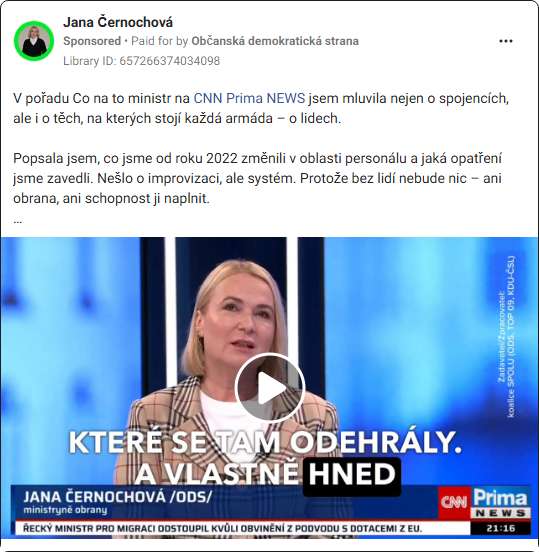 Jana Černochová
Sponsored • Paid for by Občanská demokratická strana
Library ID: 657266374034098
V pořadu Co na to ministr na CNN Prima NEWS jsem mluvila nejen o spojencích,
ale i o těch, na kterých stojí každá armáda – o lidech.
Popsala jsem, co jsme od roku 2022 změnili v oblasti personálu a jaká opatření
jsme zavedli. Nešlo o improvizaci, ale systém. Protože bez lidí nebude nic – ani
obrana, ani schopnost ji naplnit.
...
Zadavatel/Zpracovatel:
koalice SPOLU (ODS, TOP 09, KDU-ČSL)
KTERÉ SE TAM ODEHRÁLY.
A VLASTNĚ HNED
JANA ČERNOCHOVÁ /ODS/
ministryně obrany
CNN Prima
NEWS
ŘECKÝ MINISTR PRO MIGRACI ODSTOUPIL KVŮLI OBVINĚNÍ Z PODVODU S DOTACEMI Z EU.
21:16